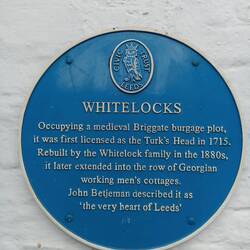 CIVIC TRUST
LEEDS
WHITELOCKS
Occupying a medieval Briggate burgage plot,
it was first licensed as the Turk's Head in 1715.
Rebuilt by the Whitelock family in the 1880s,
it later extended into the row of Georgian
working men's cottages.
John Betjeman described it as
'the very heart of Leeds'